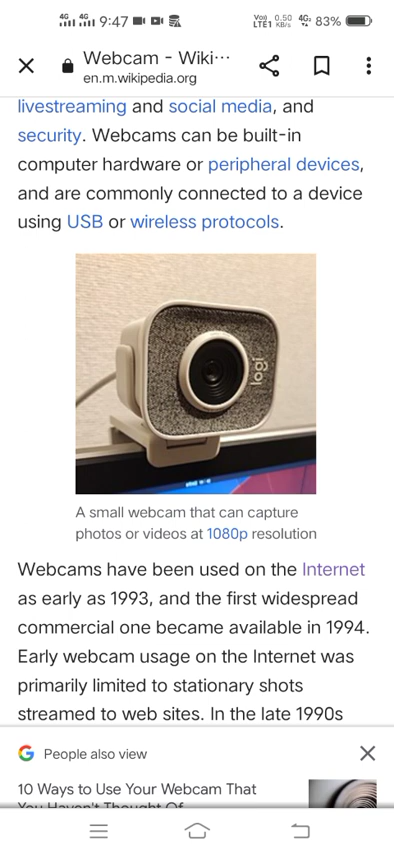 4G 4G 9:47 Vo) 0.50 4G 83%
LTE1 KB/s
Webcam - Wiki…
en.m.wikipedia.org
livestreaming and social media, and
security. Webcams can be built-in
computer hardware or peripheral devices,
and are commonly connected to a device
using USB or wireless protocols.
logi
A small webcam that can capture
photos or videos at 1080p resolution
Webcams have been used on the Internet
as early as 1993, and the first widespread
commercial one became available in 1994.
Early webcam usage on the Internet was
primarily limited to stationary shots
streamed to web sites. In the late 1990s
G People also view
10 Ways to Use Your Webcam That
You Haven't Thought Of